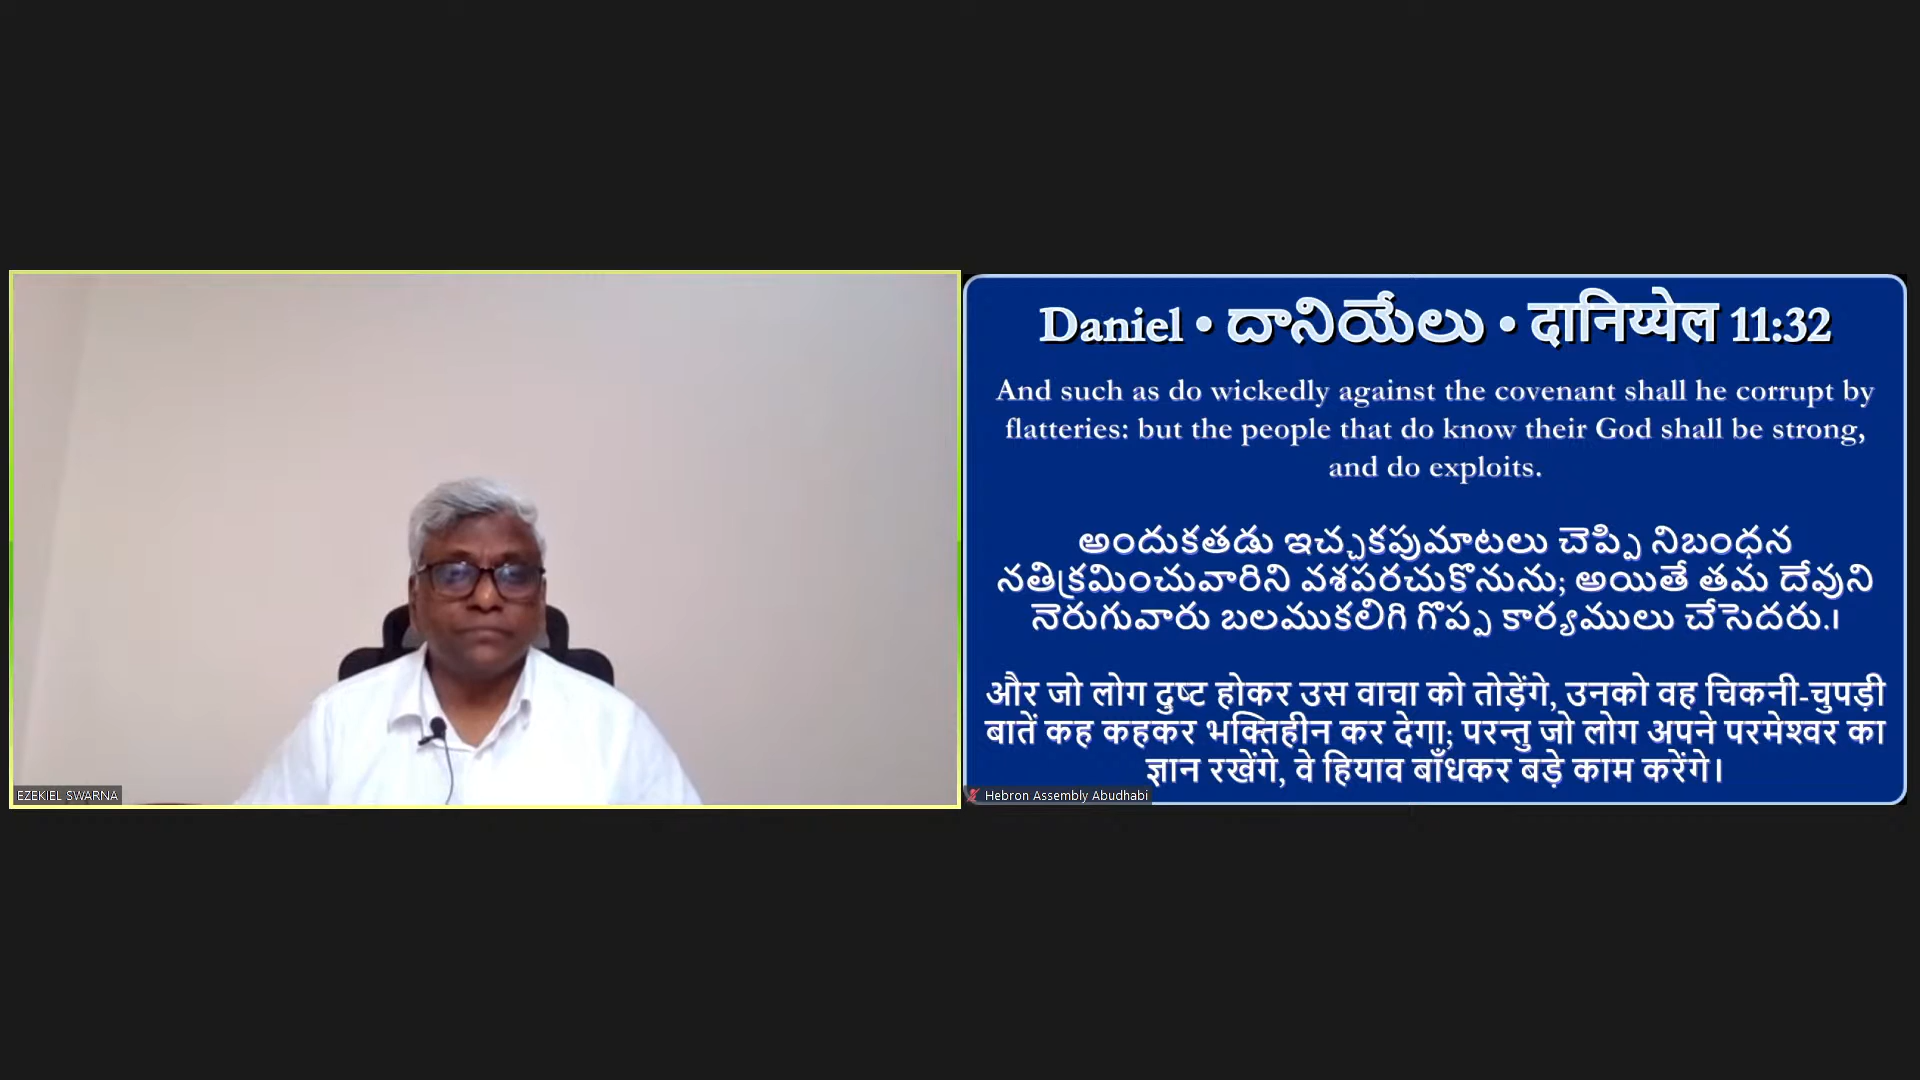 Daniel • దానియేలు • दानिय्येल 11:32
And such as do wickedly against the covenant shall he corrupt by
flatteries: but the people that do know their God shall be strong,
and do exploits.
అందుకతడు ఇచ్చకపుమాటలు చెప్పి నిబంధన
నతిక్రమించువారిని వశపరచుకొనును; అయితే తమ దేవుని
నెరుగువారు బలముకలిగి గొప్ప కార్యములు చేసెదరు.।
और जो लोग दुष्ट होकर उस वाचा को तोड़ेंगे, उनको वह चिकनी-चुपड़ी
बातें कह कहकर भक्तिहीन कर देगा; परन्तु जो लोग अपने परमेश्वर का
ज्ञान रखेंगे, वे हियाव बाँधकर बड़े काम करेंगे।
EZEKIEL SWARNA
Hebron Assembly Abudhabi